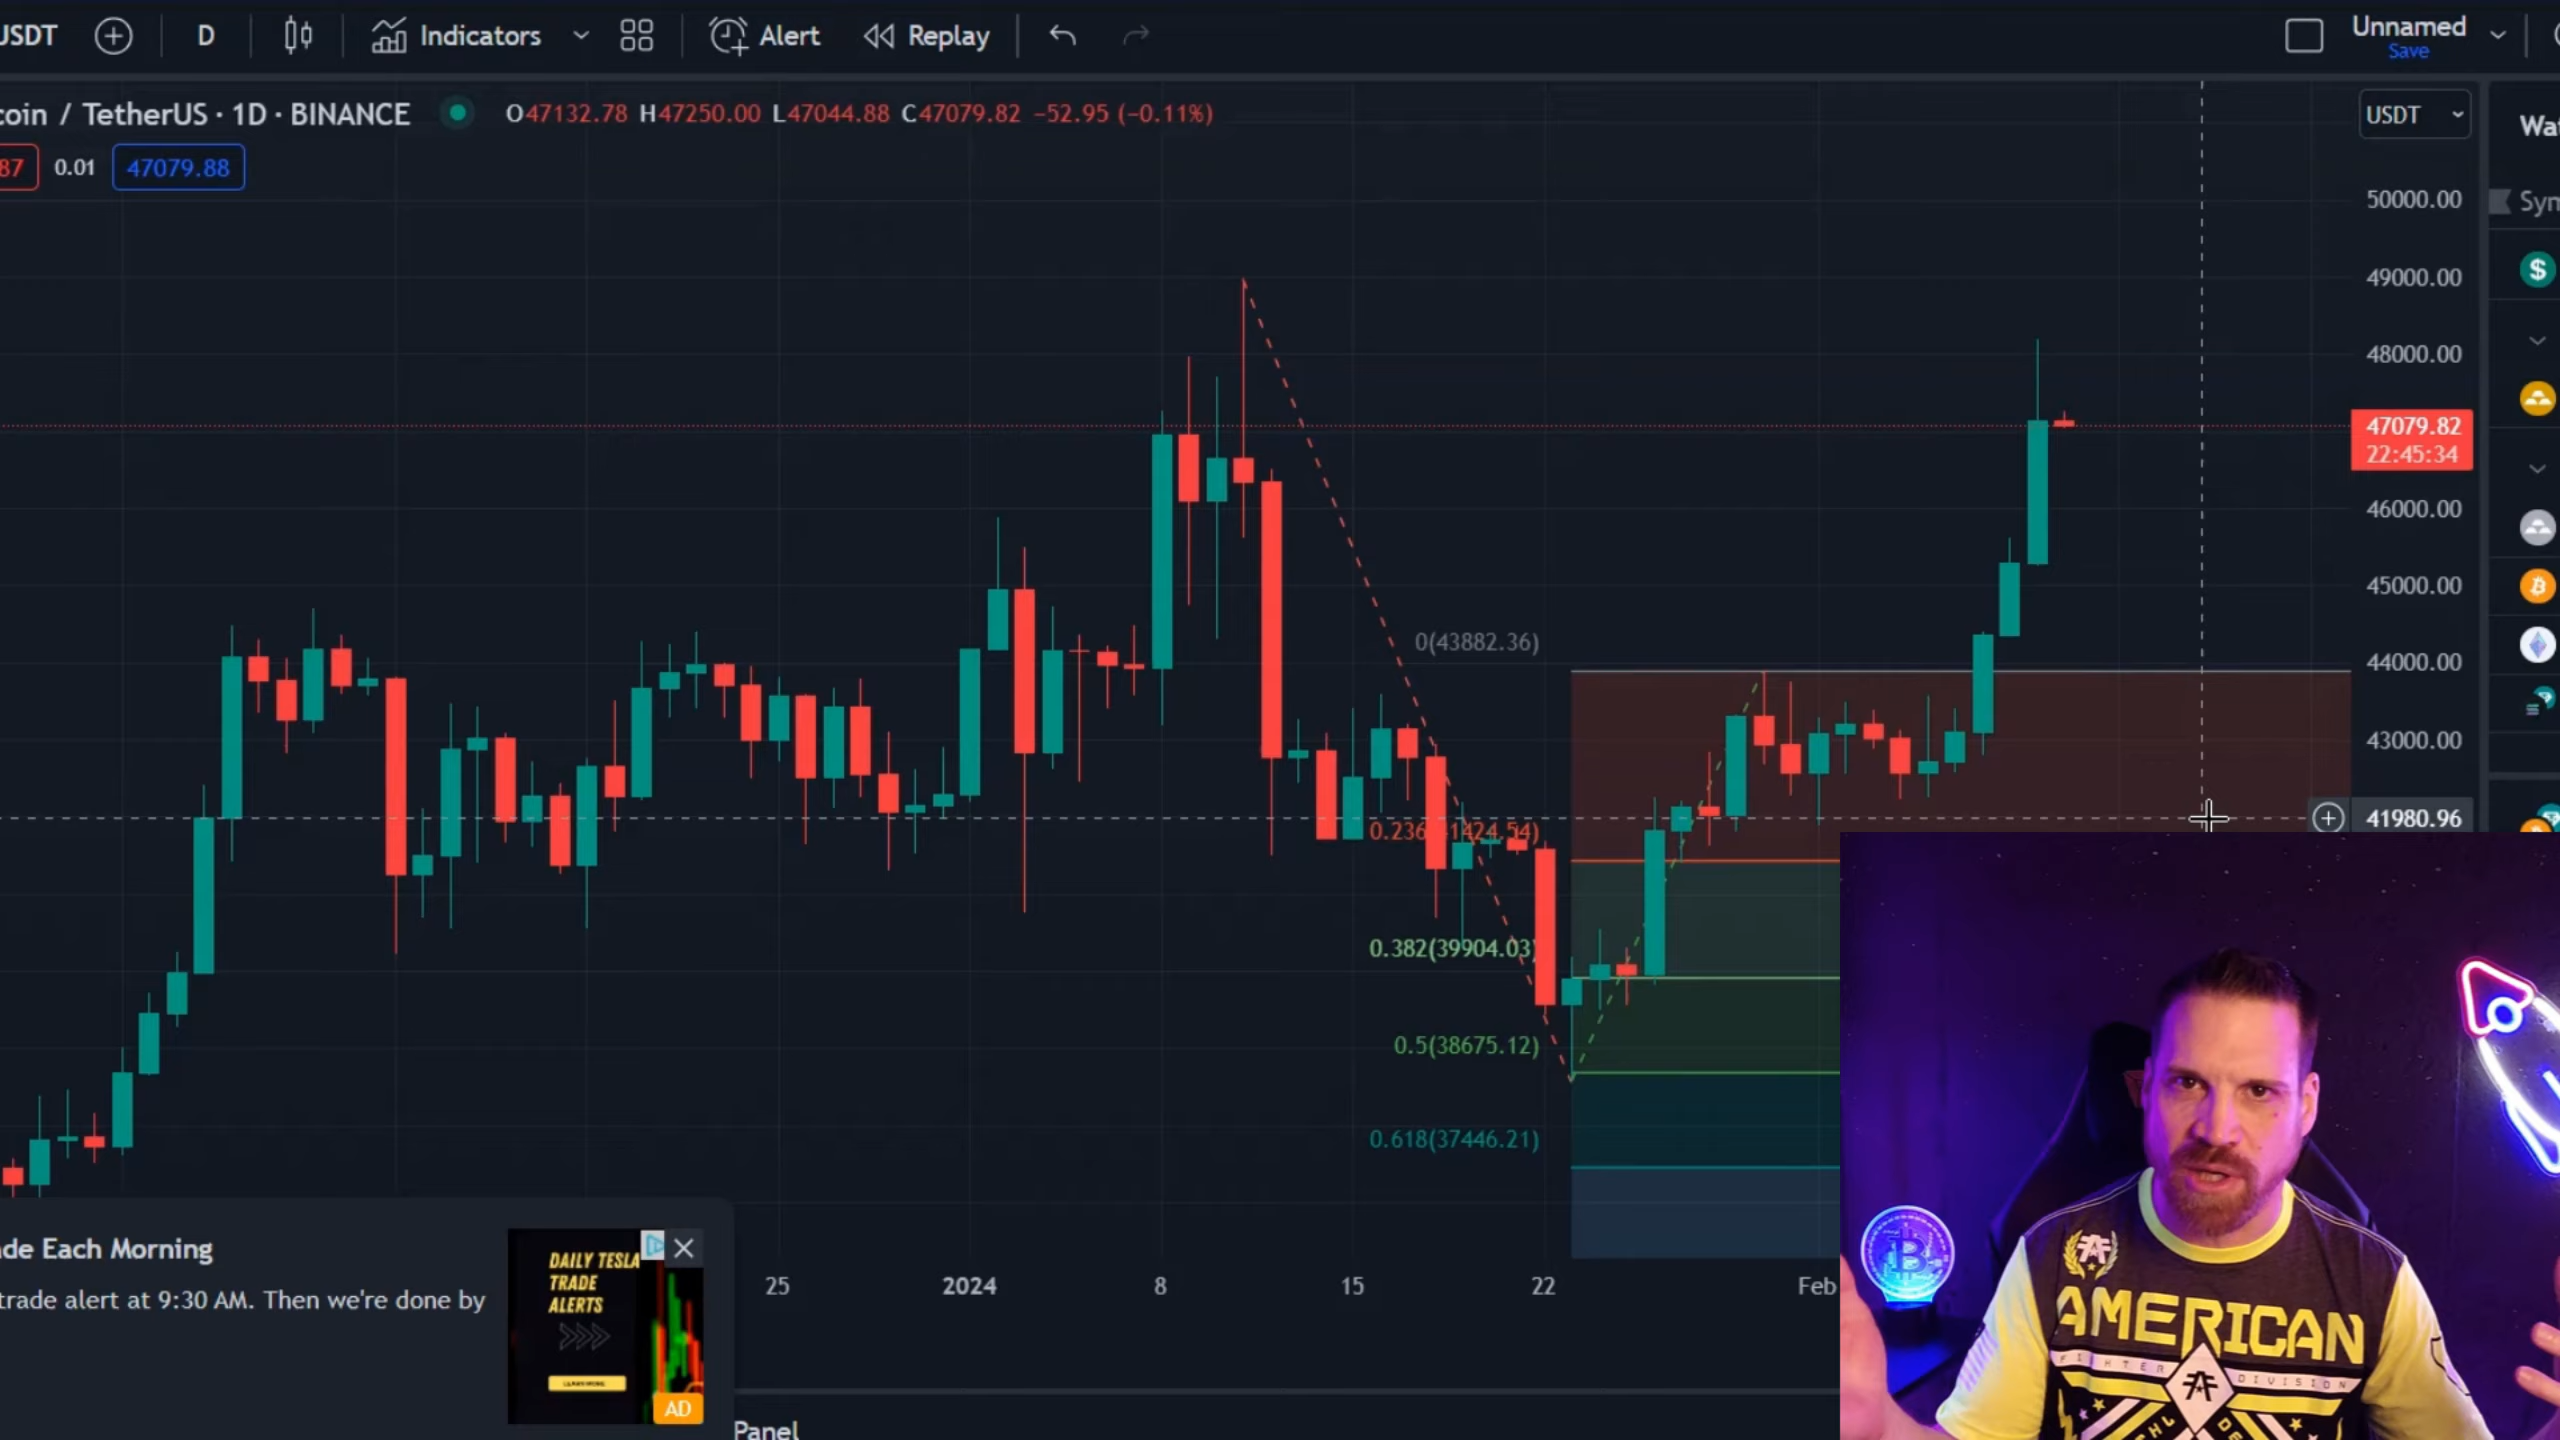 USDT D Indicators Alert Replay Unnamed
Save
coin / TetherUS · 1D · BINANCE O47132.78 H47250.00 L47044.88 C47079.82 −52.95 (−0.11%) USDT
87 0.01 47079.88
50000.00
49000.00
48000.00
47079.82
22:45:34
46000.00
45000.00
44000.00
43000.00
41980.96
0(43882.36)
0.382(39904.03)
0.5(38675.12)
0.618(37446.21)
25 2024 8 15 22 Feb
Each Morning
trade alert at 9:30 AM. Then we're done by
DAILY TESLA
TRADE
ALERTS
AD
Panel
AMERICAN
FIGHTER DIVISION